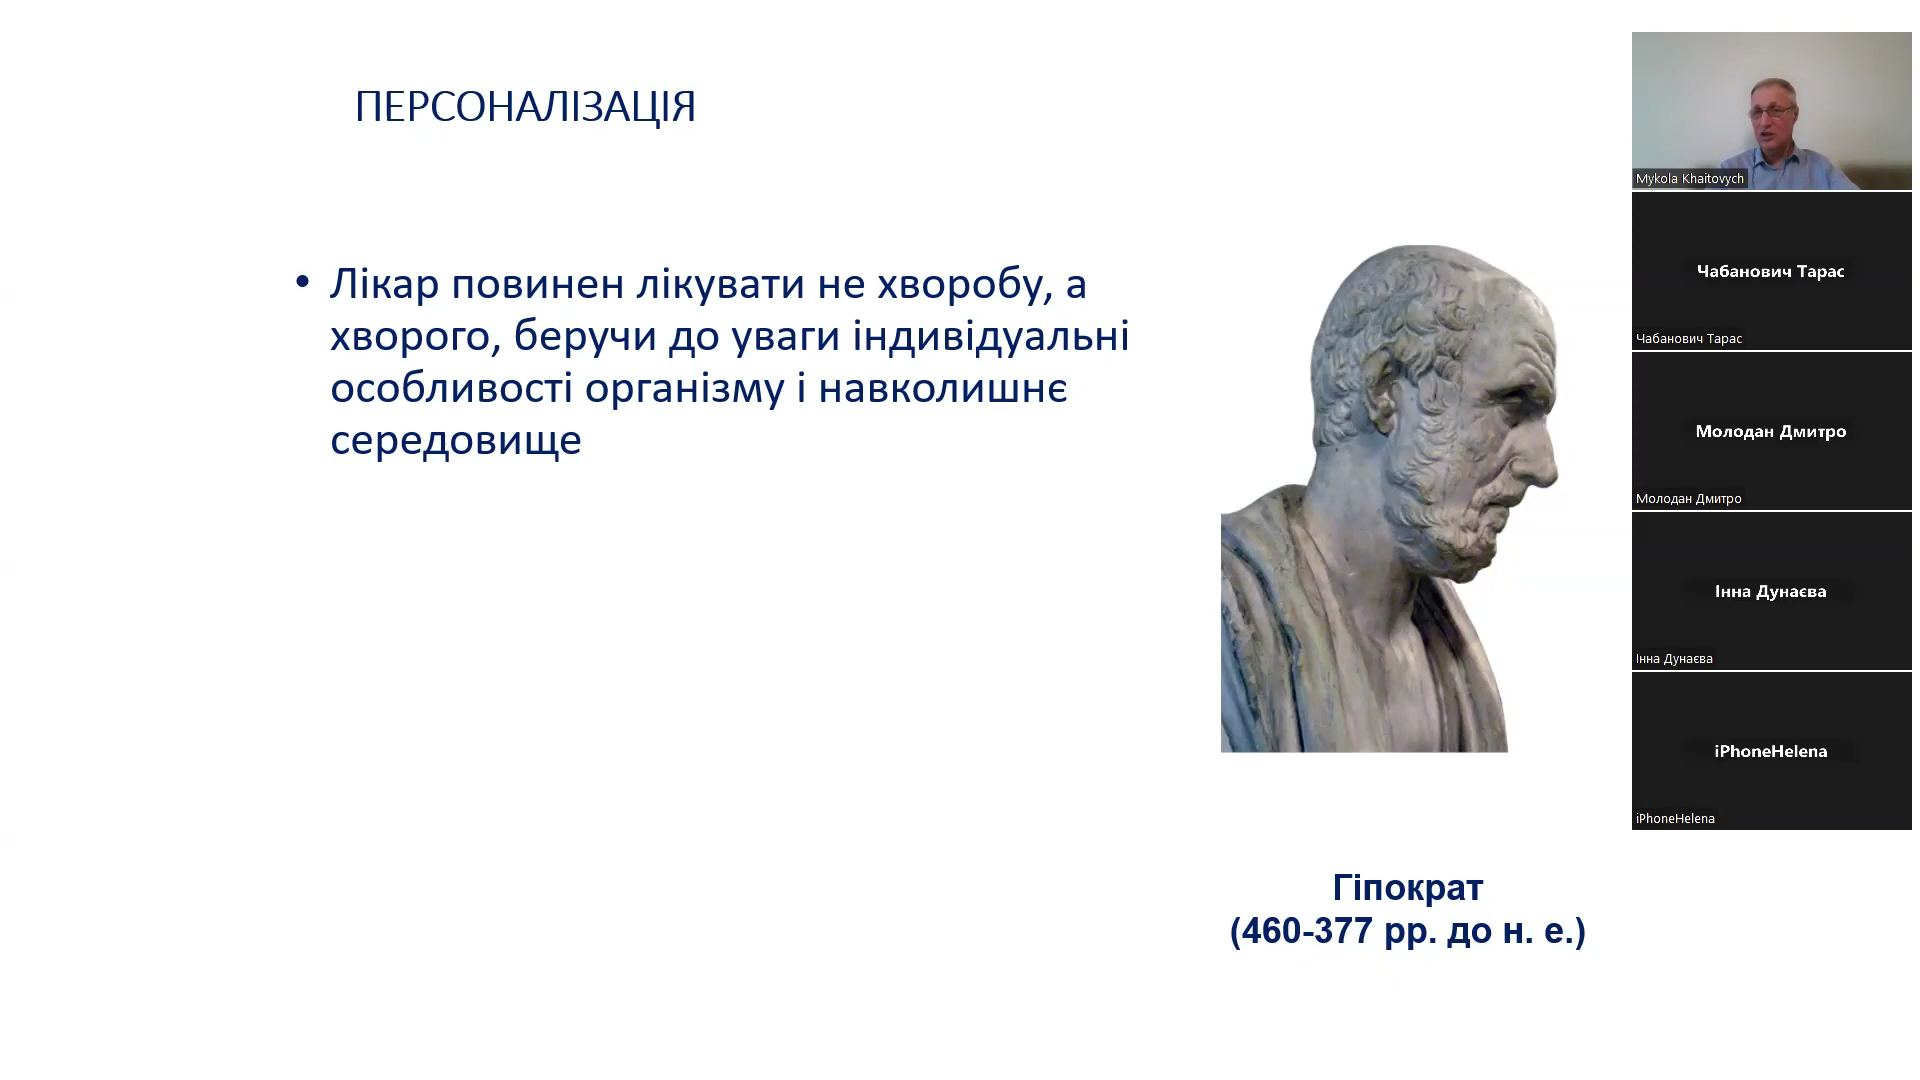 ПЕРСОНАЛІЗАЦІЯ
• Лікар повинен лікувати не хворобу, а
хворого, беручи до уваги індивідуальні
особливості організму і навколишнє
середовище
Гіпократ
(460-377 рр. до н. е.)
Mykola Khaitovych
Чабанович Тарас
Чабанович Тарас
Молодан Дмитро
Молодан Дмитро
Інна Дунаєва
Інна Дунаєва
iPhoneHelena
iPhoneHelena